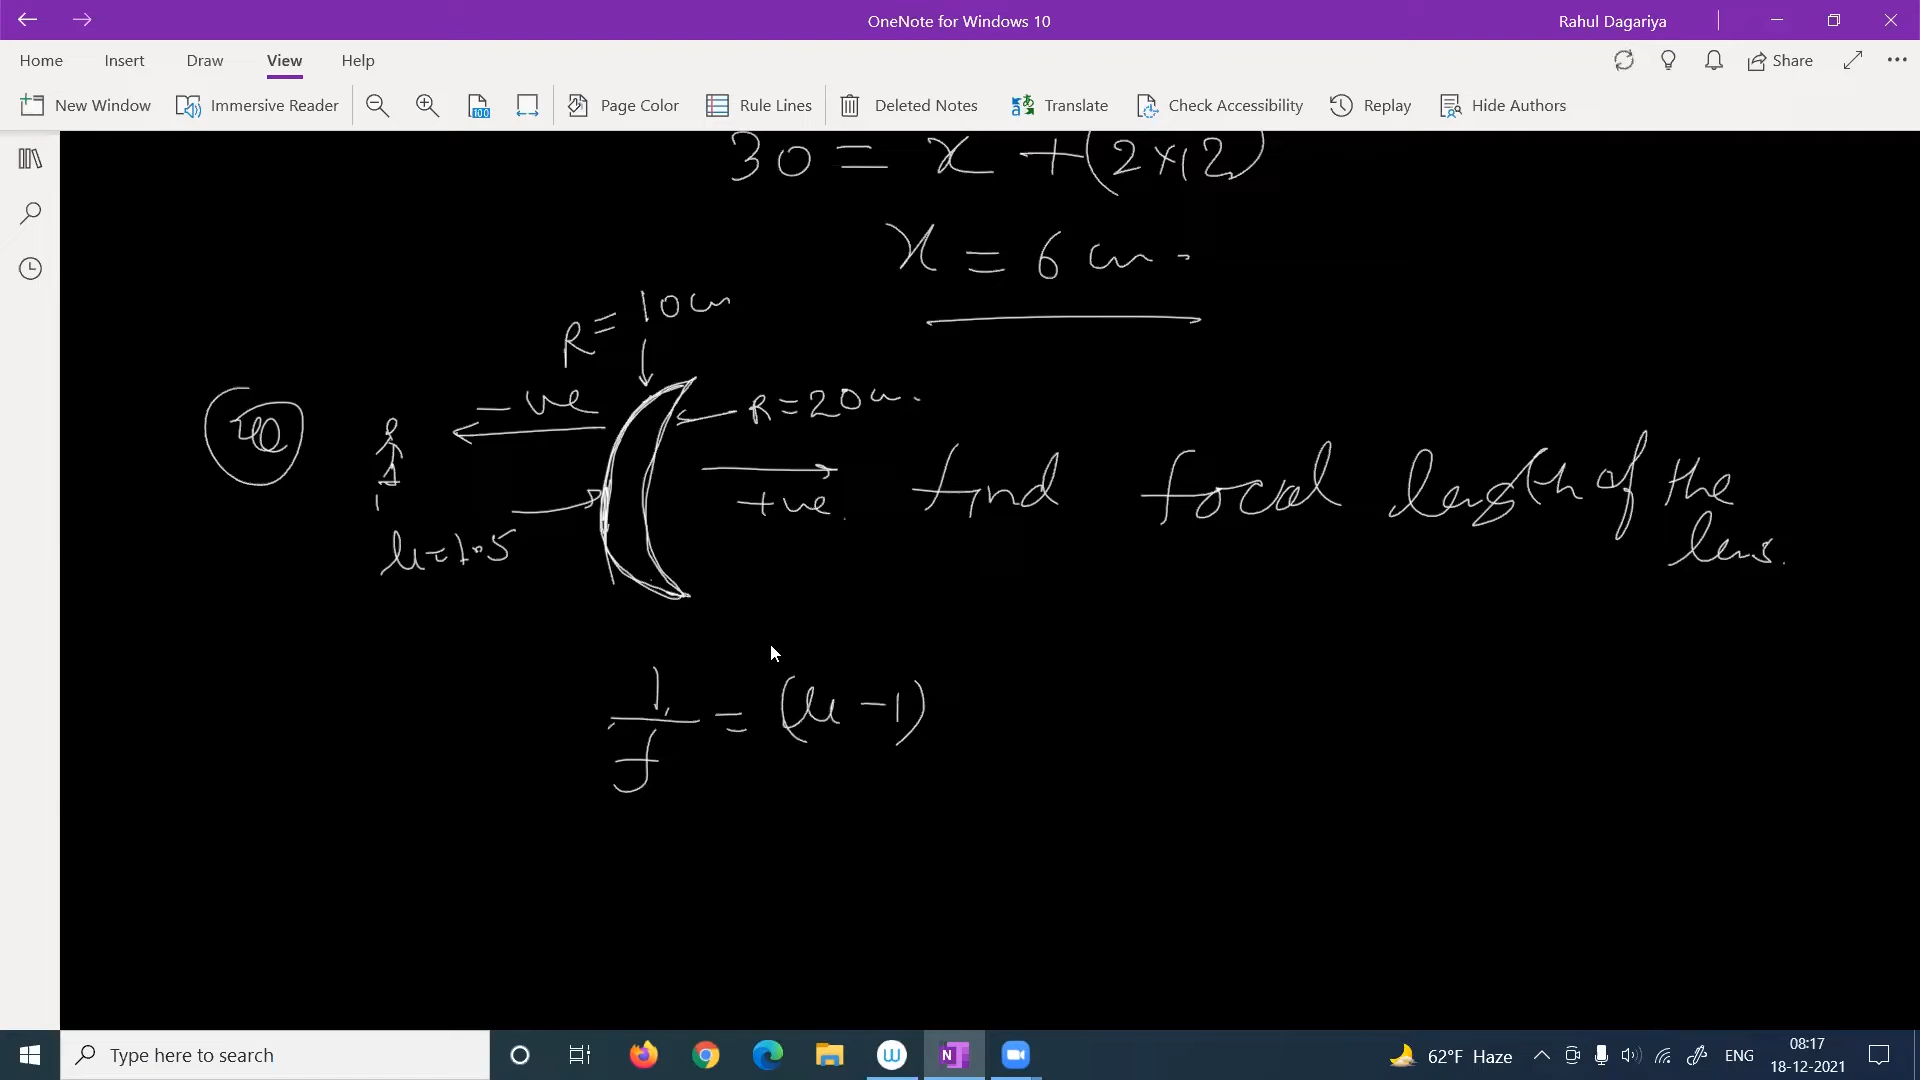 OneNote for Windows 10
Rahul Dagariya
Home Insert Draw View Help
Share
New Window Immersive Reader 100 Page Color Rule Lines Deleted Notes Translate Check Accessibility Replay Hide Authors
30 = x + (2×12)
x = 6 cm.
R = 10 cm
- ve
R = 20 cm.
+ve.
find focal length of the
lens.
μ = 1.5
1/f = (μ - 1)
Type here to search
62°F Haze
ENG
08:17
18-12-2021